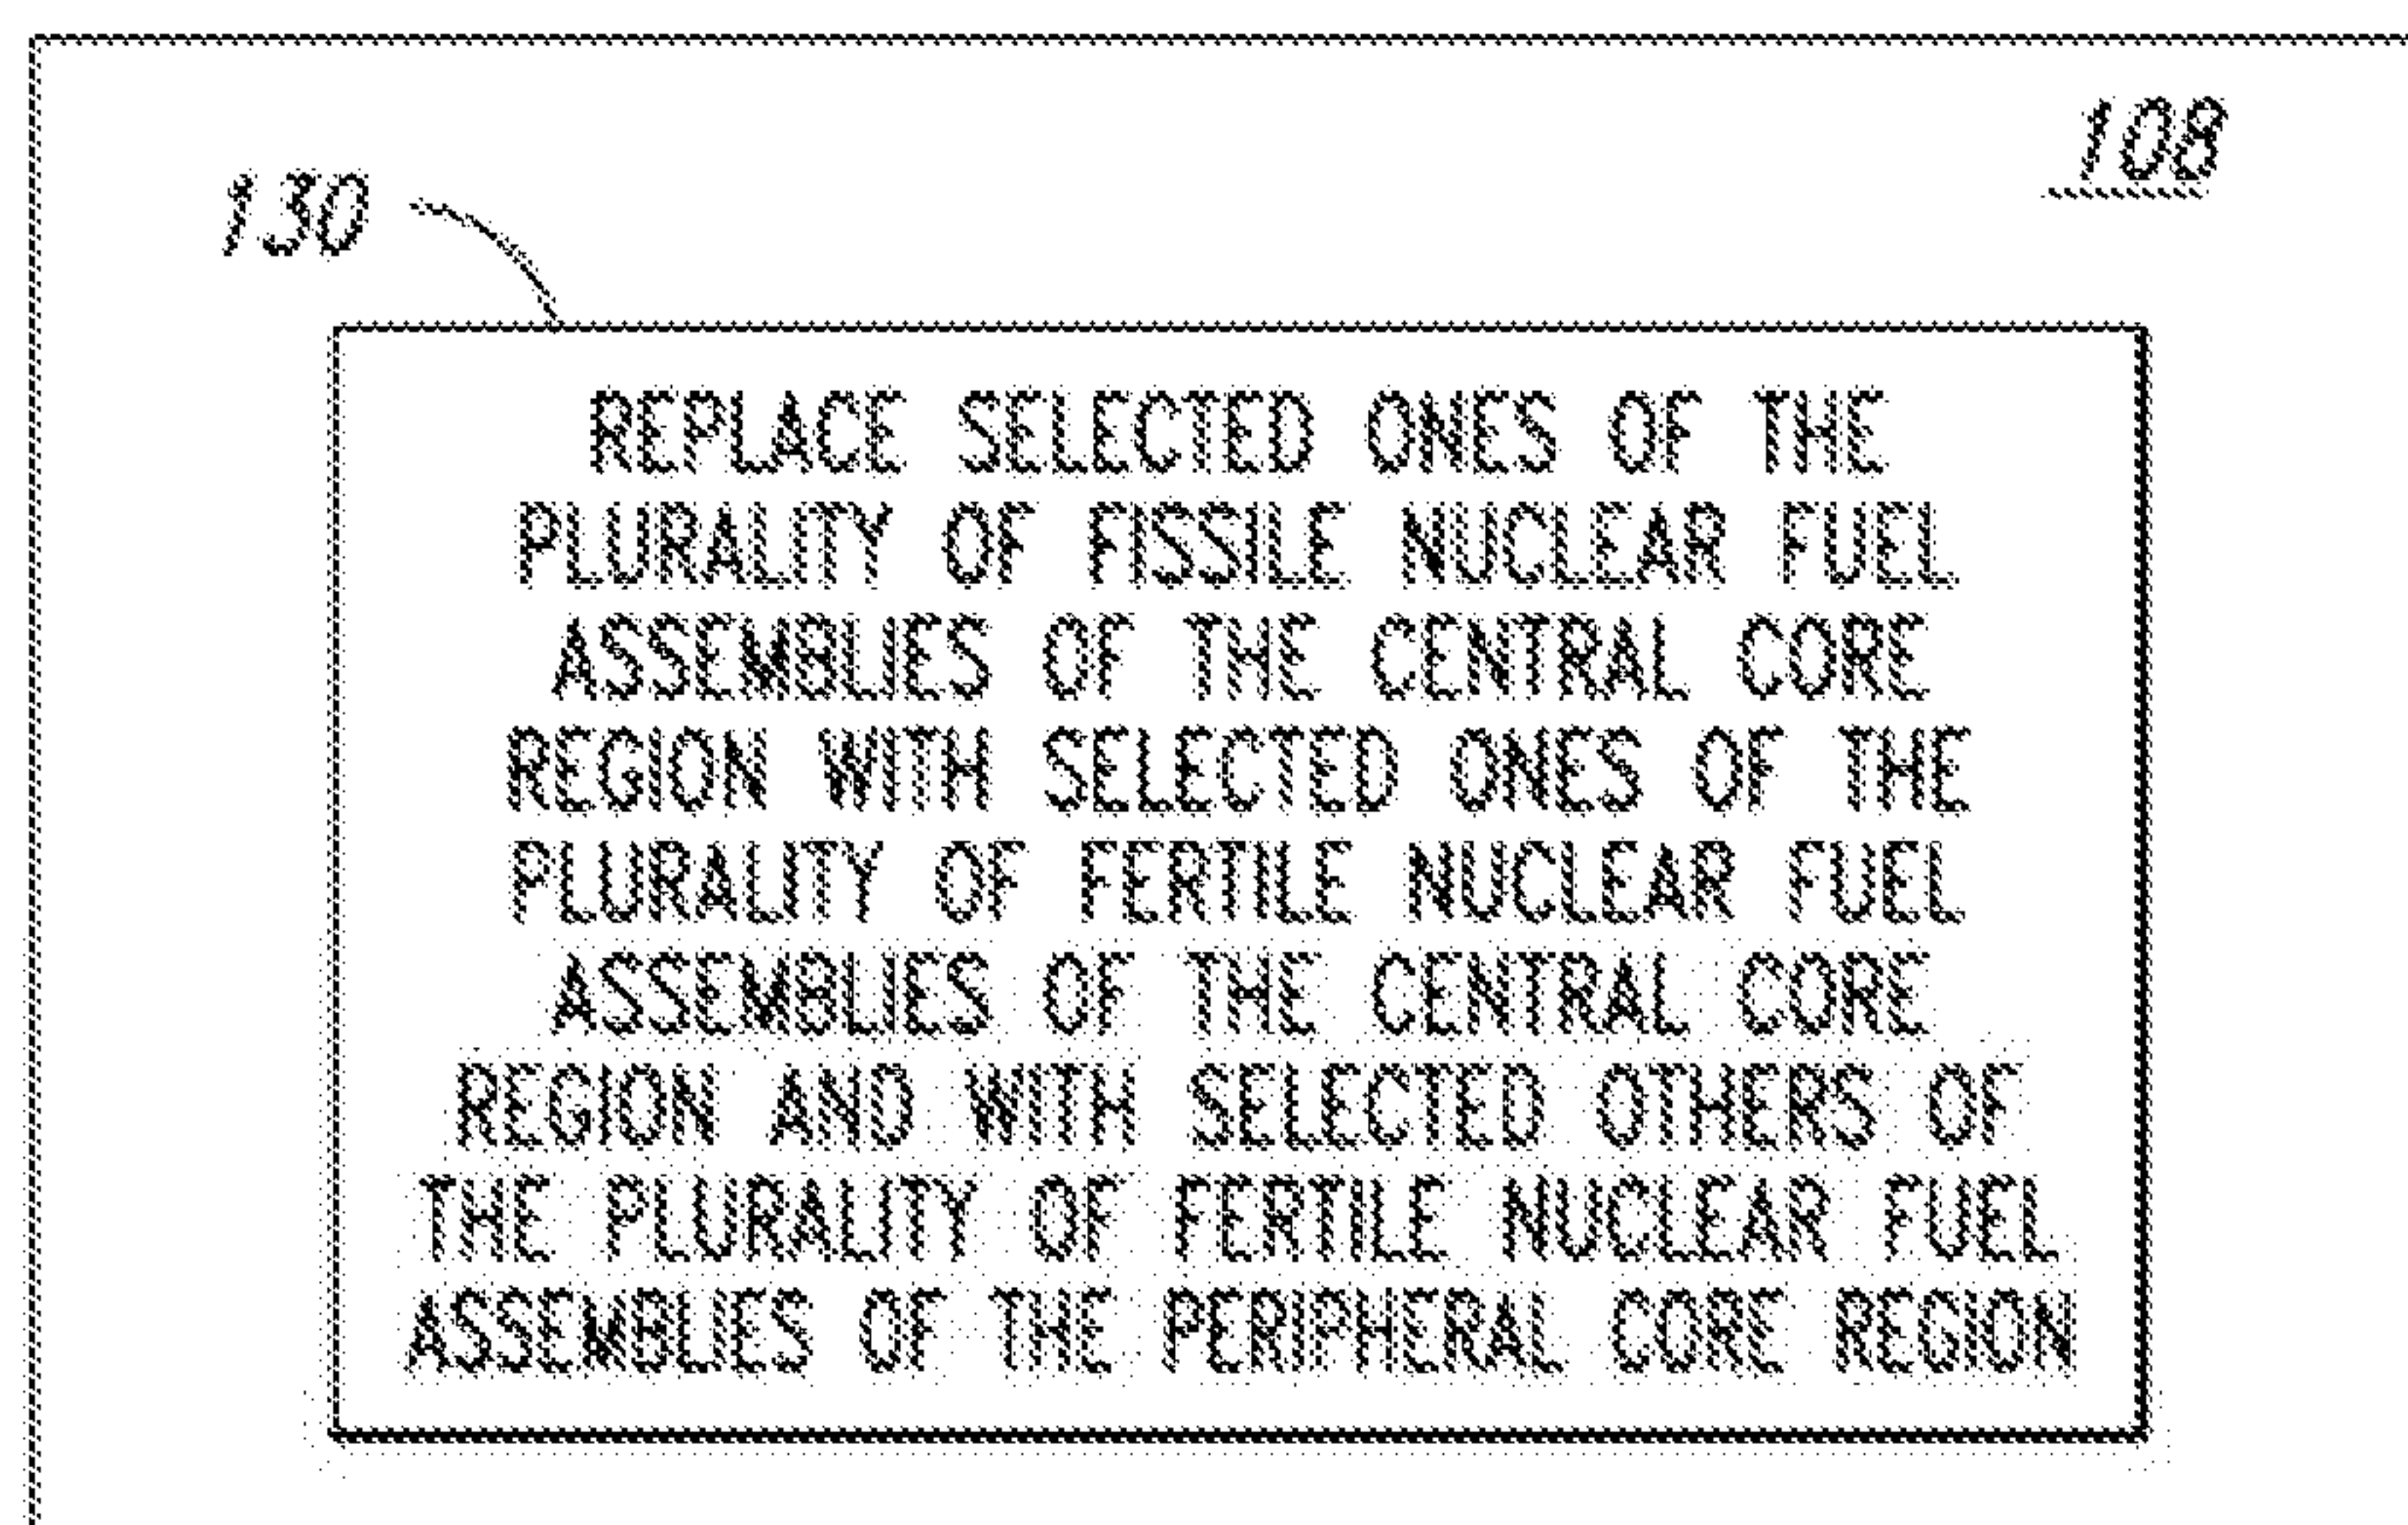 108
130
REPLACE SELECTED ONES OF THE
PLURALITY OF FISSILE NUCLEAR FUEL
ASSEMBLIES OF THE CENTRAL CORE
REGION WITH SELECTED ONES OF THE
PLURALITY OF FERTILE NUCLEAR FUEL
ASSEMBLIES OF THE CENTRAL CORE
REGION AND WITH SELECTED OTHERS OF
THE PLURALITY OF FERTILE NUCLEAR FUEL
ASSEMBLIES OF THE PERIPHERAL CORE REGION